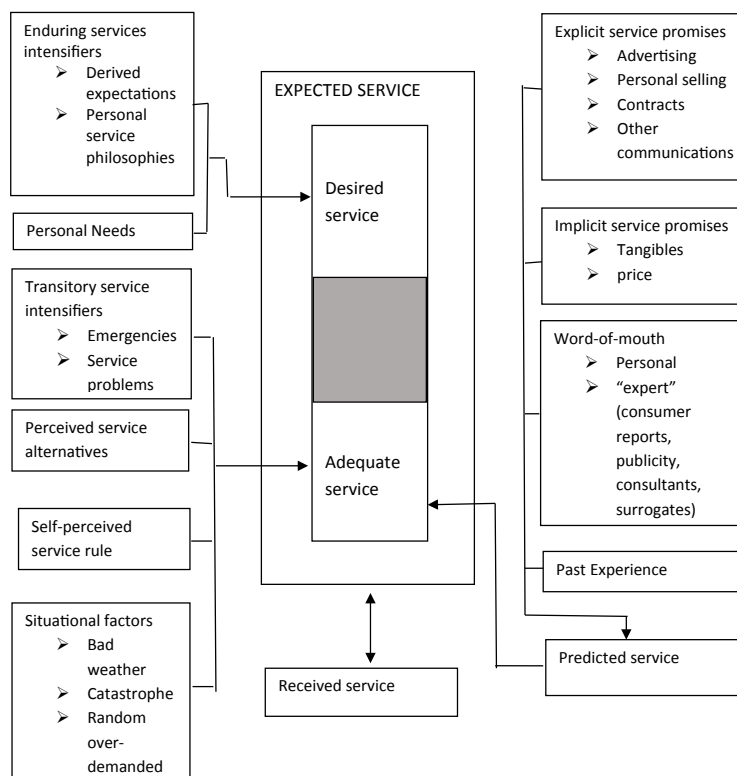 Enduring services
intensifiers
➢ Derived
expectations
➢ Personal
service
philosophies
Personal Needs
Transitory service
intensifiers
➢ Emergencies
➢ Service
problems
Perceived service
alternatives
Self-perceived
service rule
Situational factors
➢ Bad
weather
➢ Catastrophe
➢ Random
over-
demanded
EXPECTED SERVICE
Desired
service
Adequate
service
Received service
Explicit service promises
➢ Advertising
➢ Personal selling
➢ Contracts
➢ Other
communications
Implicit service promises
➢ Tangibles
➢ price
Word-of-mouth
➢ Personal
➢ “expert”
(consumer
reports,
publicity,
consultants,
surrogates)
Past Experience
Predicted service